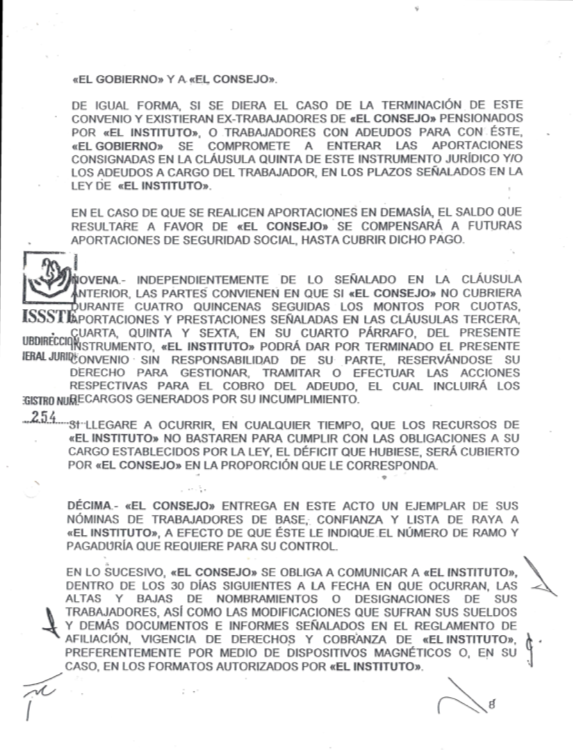 «EL GOBIERNO» Y A «EL CONSEJO».
DE IGUAL FORMA, SI SE DIERA EL CASO DE LA TERMINACIÓN DE ESTE
CONVENIO Y EXISTIERAN EX-TRABAJADORES DE «EL CONSEJO» PENSIONADOS
POR «EL INSTITUTO», O TRABAJADORES CON ADEUDOS PARA CON ÉSTE,
«EL GOBIERNO» SE COMPROMETE A ENTERAR LAS APORTACIONES
CONSIGNADAS EN LA CLÁUSULA QUINTA DE ESTE INSTRUMENTO JURÍDICO Y/O
LOS ADEUDOS A CARGO DEL TRABAJADOR, EN LOS PLAZOS SEÑALADOS EN LA
LEY DE «EL INSTITUTO».
EN EL CASO DE QUE SE REALICEN APORTACIONES EN DEMASÍA, EL SALDO QUE
RESULTARE A FAVOR DE «EL CONSEJO» SE COMPENSARÁ A FUTURAS
APORTACIONES DE SEGURIDAD SOCIAL, HASTA CUBRIR DICHO PAGO.
NOVENA.- INDEPENDIENTEMENTE DE LO SEÑALADO EN LA CLÁUSULA
ANTERIOR, LAS PARTES CONVIENEN EN QUE SI «EL CONSEJO» NO CUBRIERA
DURANTE CUATRO QUINCENAS SEGUIDAS LOS MONTOS POR CUOTAS,
ISSSTE
APORTACIONES Y PRESTACIONES SEÑALADAS EN LAS CLÁUSULAS TERCERA,
CUARTA, QUINTA Y SEXTA, EN SU CUARTO PÁRRAFO, DEL PRESENTE
UBDIRECCIÓN
INSTRUMENTO, «EL INSTITUTO» PODRÁ DAR POR TERMINADO EL PRESENTE
ERAL JURIDI
CONVENIO SIN RESPONSABILIDAD DE SU PARTE, RESERVÁNDOSE SU
DERECHO PARA GESTIONAR, TRAMITAR O EFECTUAR LAS ACCIONES
RESPECTIVAS PARA EL COBRO DEL ADEUDO, EL CUAL INCLUIRÁ LOS
EGISTRO NUM
RECARGOS GENERADOS POR SU INCUMPLIMIENTO.
254
SI LLEGARE A OCURRIR, EN CUALQUIER TIEMPO, QUE LOS RECURSOS DE
«EL INSTITUTO» NO BASTAREN PARA CUMPLIR CON LAS OBLIGACIONES A SU
CARGO ESTABLECIDOS POR LA LEY, EL DÉFICIT QUE HUBIESE, SERÁ CUBIERTO
POR «EL CONSEJO» EN LA PROPORCIÓN QUE LE CORRESPONDA.
DÉCIMA.- «EL CONSEJO» ENTREGA EN ESTE ACTO UN EJEMPLAR DE SUS
NÓMINAS DE TRABAJADORES DE BASE, CONFIANZA Y LISTA DE RAYA A
«EL INSTITUTO», A EFECTO DE QUE ÉSTE LE INDIQUE EL NÚMERO DE RAMO Y
PAGADURÍA QUE REQUIERE PARA SU CONTROL.
EN LO SUCESIVO, «EL CONSEJO» SE OBLIGA A COMUNICAR A «EL INSTITUTO»,
DENTRO DE LOS 30 DÍAS SIGUIENTES A LA FECHA EN QUE OCURRAN, LAS
ALTAS Y BAJAS DE NOMBRAMIENTOS O DESIGNACIONES DE SUS
TRABAJADORES, ASÍ COMO LAS MODIFICACIONES QUE SUFRAN SUS SUELDOS
Y DEMÁS DOCUMENTOS E INFORMES SEÑALADOS EN EL REGLAMENTO DE
AFILIACIÓN, VIGENCIA DE DERECHOS Y COBRANZA DE «EL INSTITUTO»,
PREFERENTEMENTE POR MEDIO DE DISPOSITIVOS MAGNÉTICOS O, EN SU
CASO, EN LOS FORMATOS AUTORIZADOS POR «EL INSTITUTO».
8